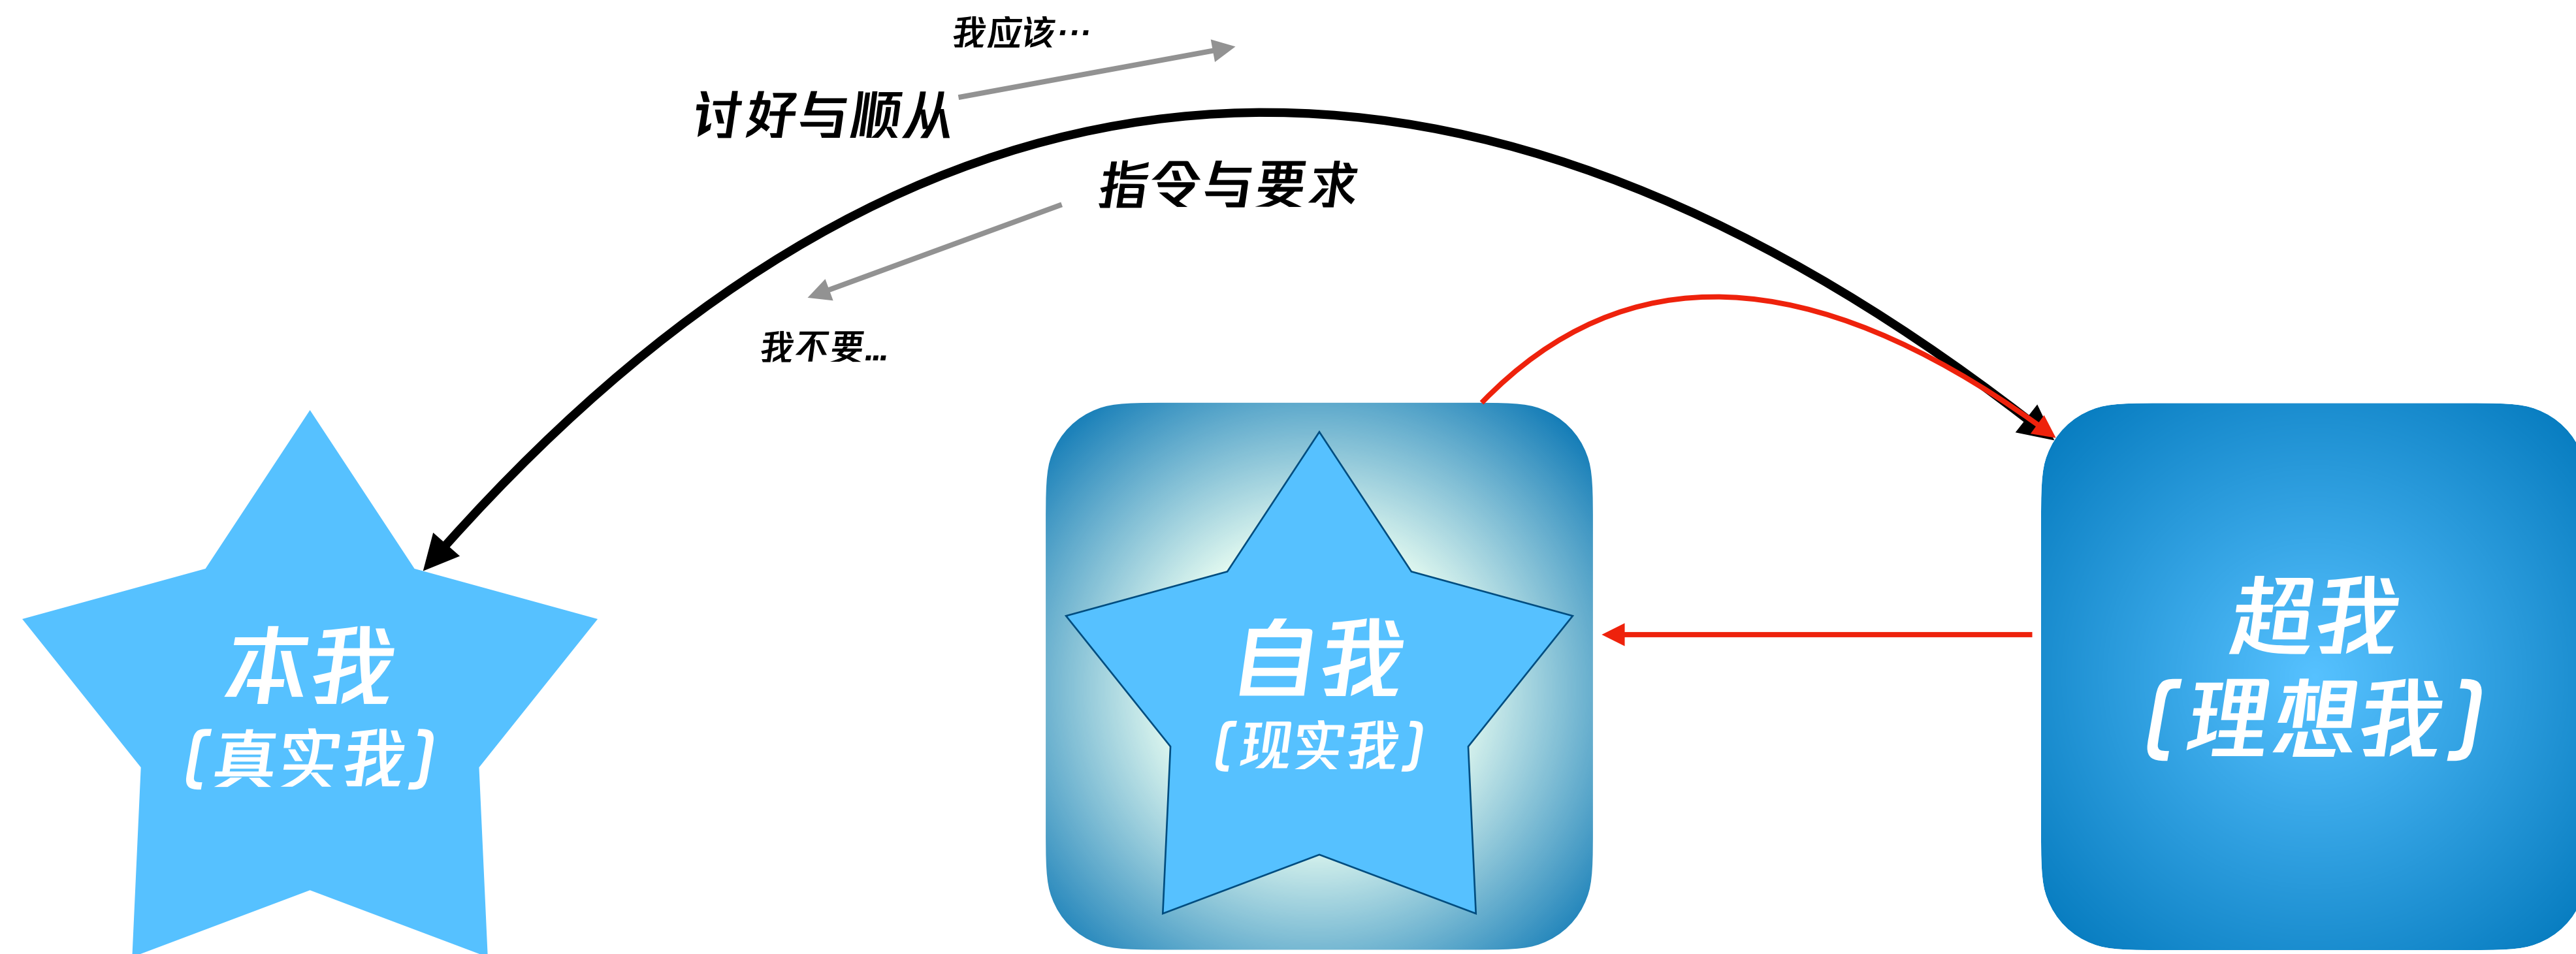 我应该…
讨好与顺从
指令与要求
我不要...
本我
(真实我)
自我
(现实我)
超我
(理想我)